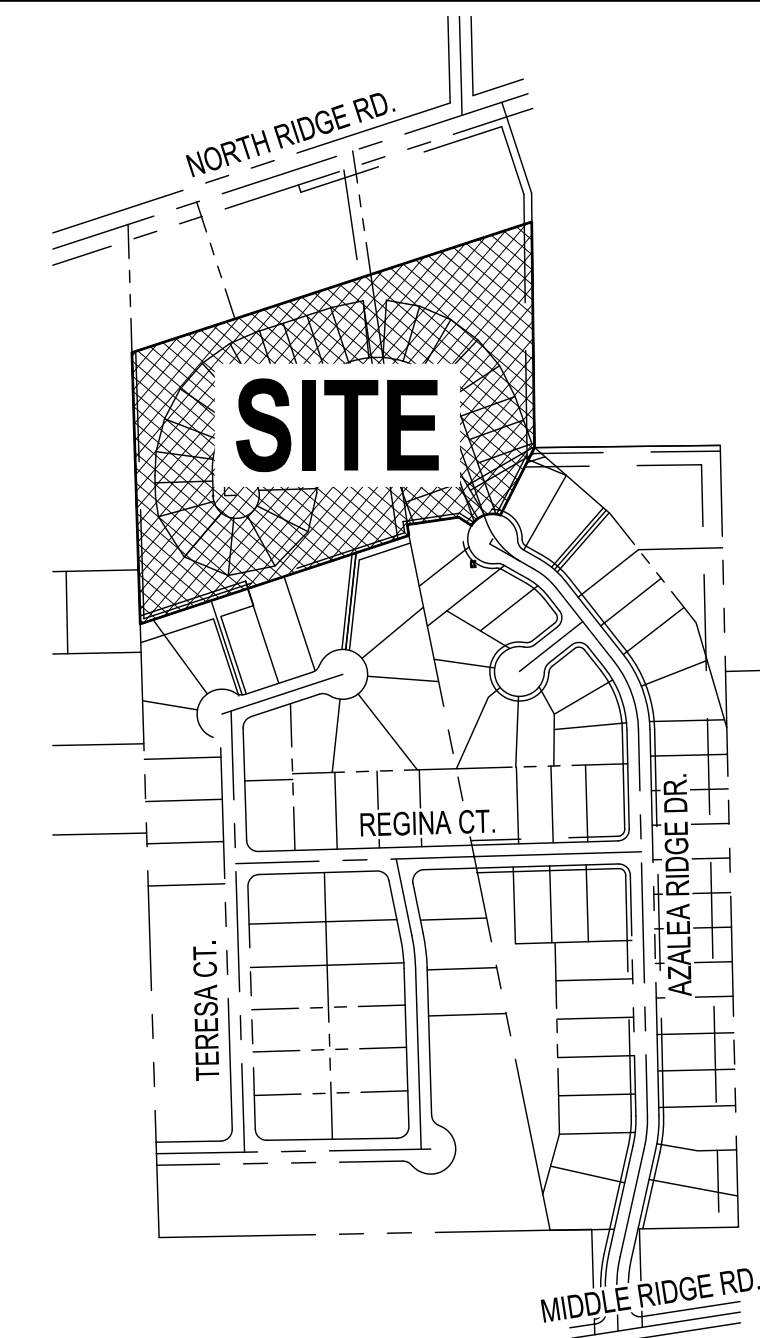 NORTH RIDGE RD.
SITE
REGINA CT.
AZALEA RIDGE DR.
TERESA CT.
MIDDLE RIDGE RD.